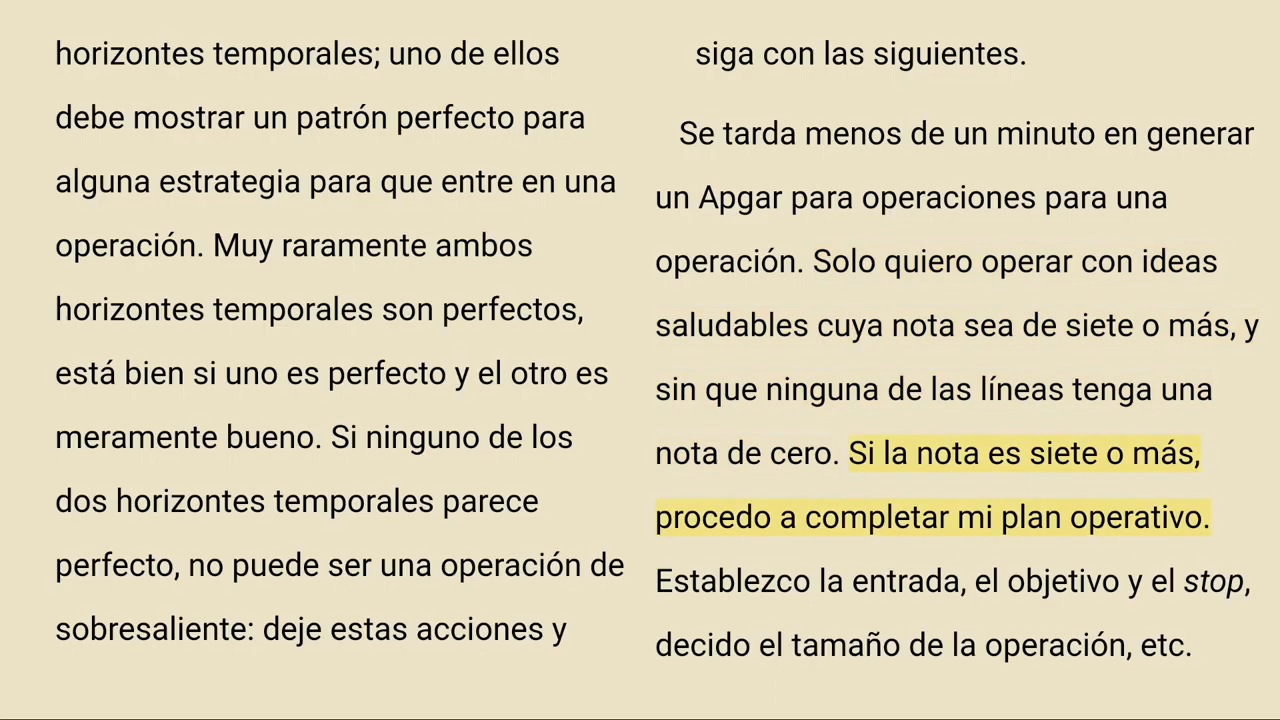 horizontes temporales; uno de ellos
debe mostrar un patrón perfecto para
alguna estrategia para que entre en una
operación. Muy raramente ambos
horizontes temporales son perfectos,
está bien si uno es perfecto y el otro es
meramente bueno. Si ninguno de los
dos horizontes temporales parece
perfecto, no puede ser una operación de
sobresaliente: deje estas acciones y
siga con las siguientes.
Se tarda menos de un minuto en generar
un Apgar para operaciones para una
operación. Solo quiero operar con ideas
saludables cuya nota sea de siete o más, y
sin que ninguna de las líneas tenga una
nota de cero. Si la nota es siete o más,
procedo a completar mi plan operativo.
Establezco la entrada, el objetivo y el stop,
decido el tamaño de la operación, etc.